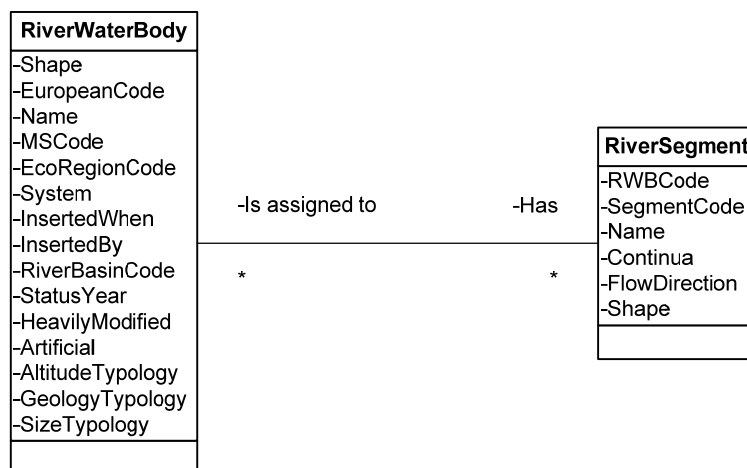 RiverWaterBody
-Shape
-EuropeanCode
-Name
-MSCode
-EcoRegionCode
-System
-InsertedWhen
-InsertedBy
-RiverBasinCode
-StatusYear
-HeavilyModified
-Artificial
-AltitudeTypology
-GeologyTypology
-SizeTypology
-Is assigned to
*
-Has
*
RiverSegment
-RWBCode
-SegmentCode
-Name
-Continua
-FlowDirection
-Shape